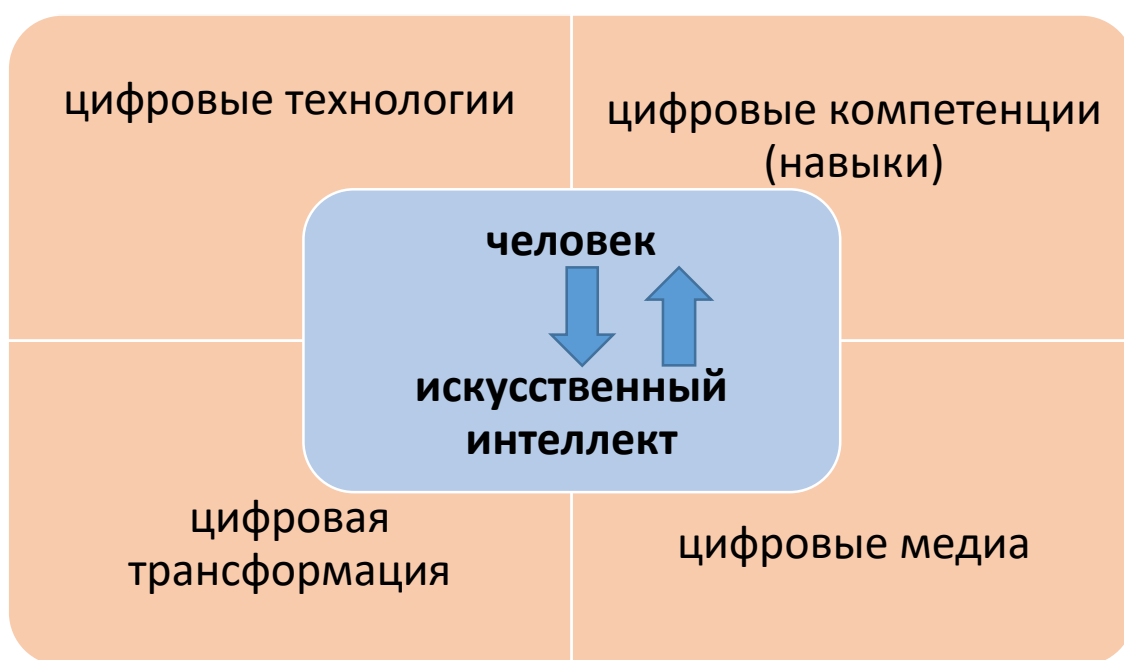 цифровые технологии
цифровые компетенции
(навыки)
человек
искусственный
интеллект
цифровая
трансформация
цифровые медиа